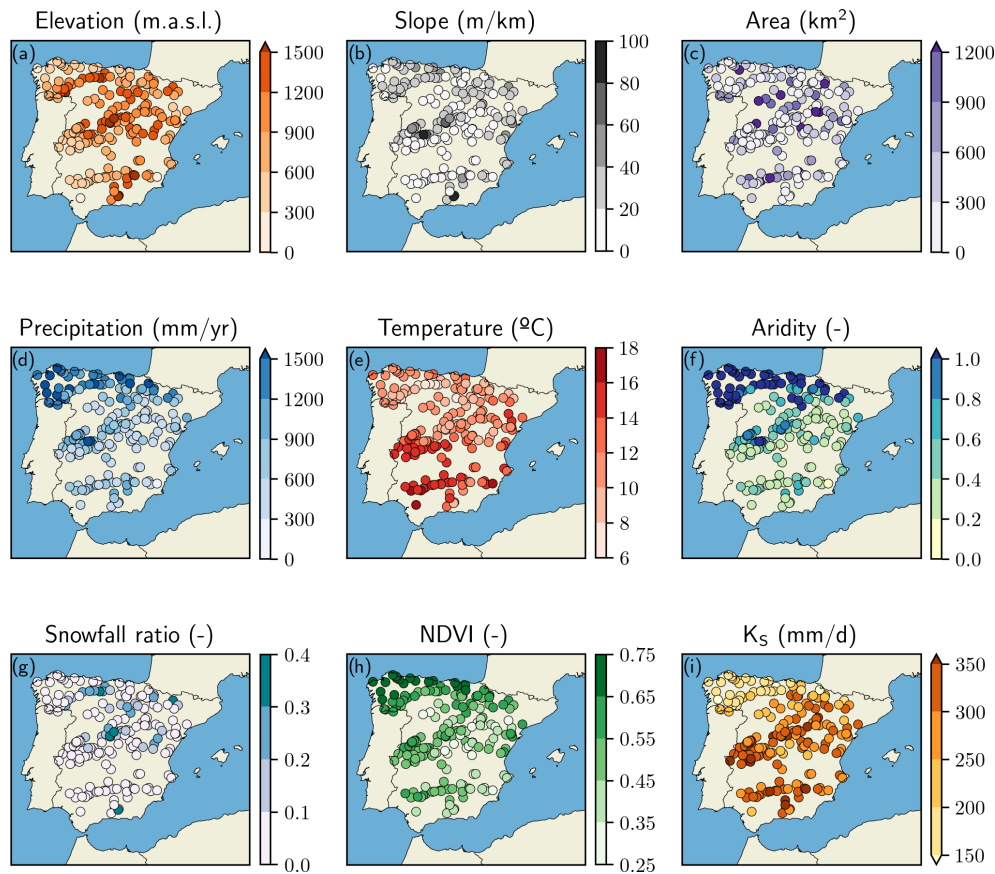 Elevation (m.a.s.l.)
(a)
1500
1200
900
600
300
0
Slope (m/km)
(b)
100
80
60
40
20
0
Area (km²)
(c)
1200
900
600
300
0
Precipitation (mm/yr)
(d)
1500
1200
900
600
300
0
Temperature (ºC)
(e)
18
16
14
12
10
8
6
Aridity (-)
(f)
1.0
0.8
0.6
0.4
0.2
0.0
Snowfall ratio (-)
(g)
0.4
0.3
0.2
0.1
0.0
NDVI (-)
(h)
0.75
0.65
0.55
0.45
0.35
0.25
K_S (mm/d)
(i)
350
300
250
200
150